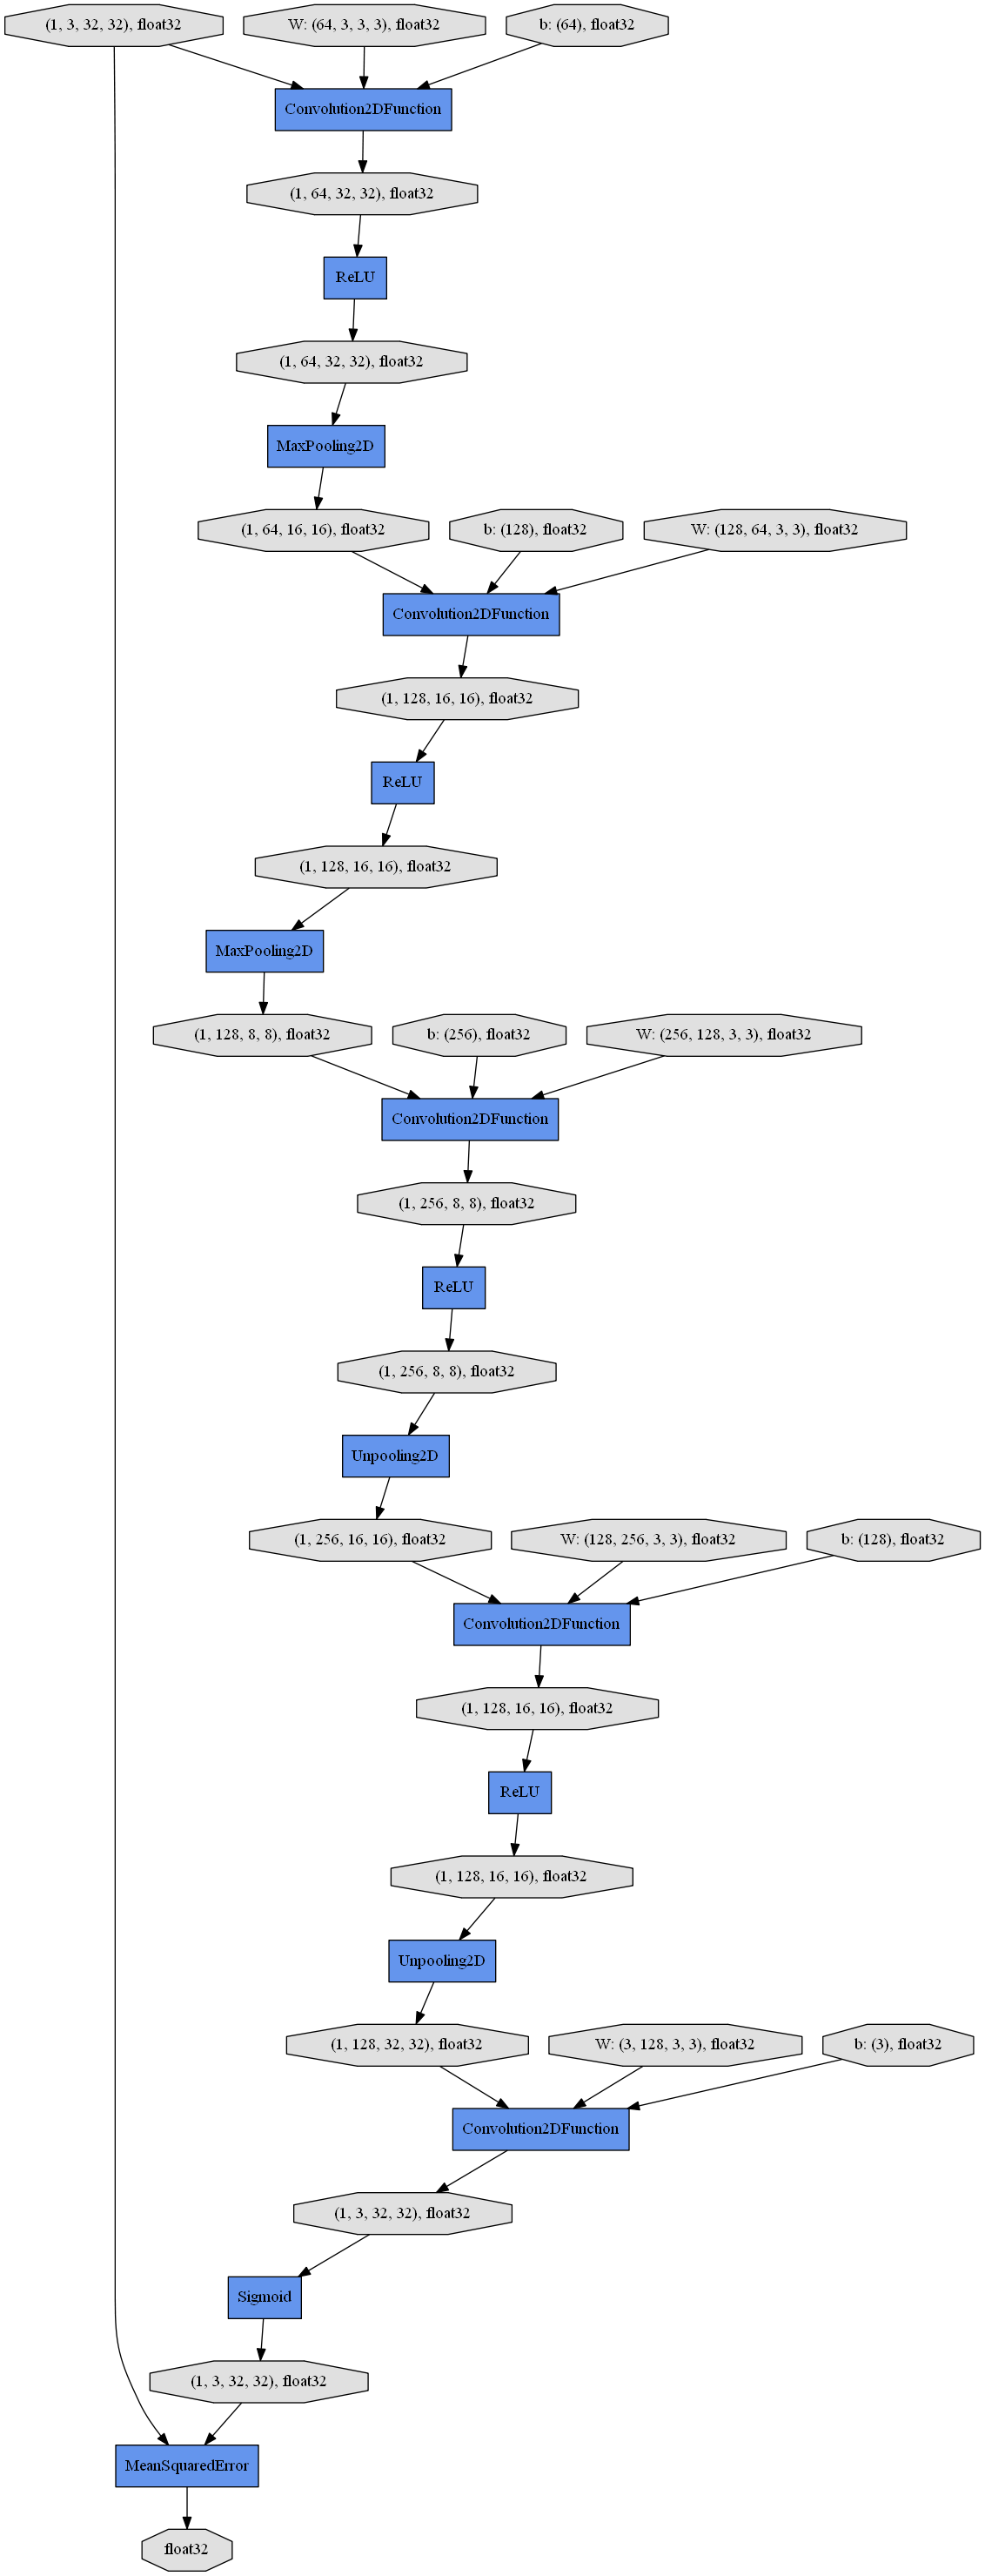 (1, 3, 32, 32), float32
W: (64, 3, 3, 3), float32
b: (64), float32
Convolution2DFunction
(1, 64, 32, 32), float32
ReLU
(1, 64, 32, 32), float32
MaxPooling2D
(1, 64, 16, 16), float32
b: (128), float32
W: (128, 64, 3, 3), float32
Convolution2DFunction
(1, 128, 16, 16), float32
ReLU
(1, 128, 16, 16), float32
MaxPooling2D
(1, 128, 8, 8), float32
b: (256), float32
W: (256, 128, 3, 3), float32
Convolution2DFunction
(1, 256, 8, 8), float32
ReLU
(1, 256, 8, 8), float32
Unpooling2D
(1, 256, 16, 16), float32
W: (128, 256, 3, 3), float32
b: (128), float32
Convolution2DFunction
(1, 128, 16, 16), float32
ReLU
(1, 128, 16, 16), float32
Unpooling2D
(1, 128, 32, 32), float32
W: (3, 128, 3, 3), float32
b: (3), float32
Convolution2DFunction
(1, 3, 32, 32), float32
Sigmoid
(1, 3, 32, 32), float32
MeanSquaredError
float32